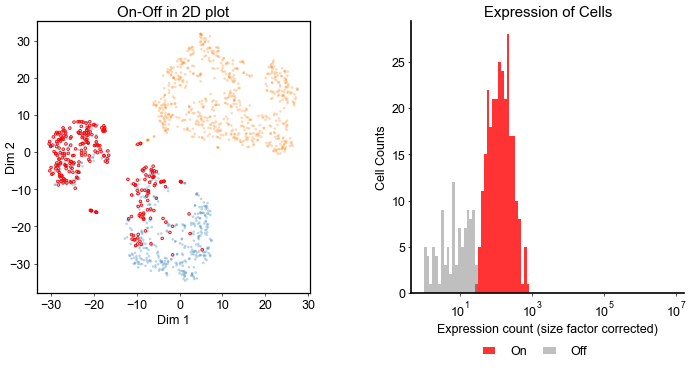 On-Off in 2D plot
Dim 2
30
20
10
0
−10
−20
−30
−30 −20 −10 0 10 20 30
Dim 1
Expression of Cells
Cell Counts
25
20
15
10
5
0
10^1 10^3 10^5 10^7
Expression count (size factor corrected)
On Off